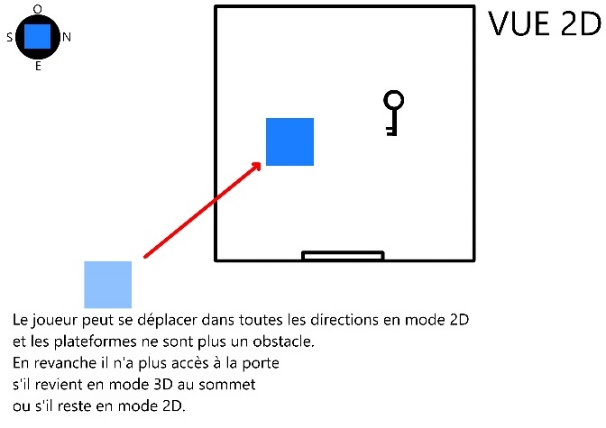 O
S N
E
VUE 2D
Le joueur peut se déplacer dans toutes les directions en mode 2D
et les plateformes ne sont plus un obstacle.
En revanche il n'a plus accès à la porte
s'il revient en mode 3D au sommet
ou s'il reste en mode 2D.